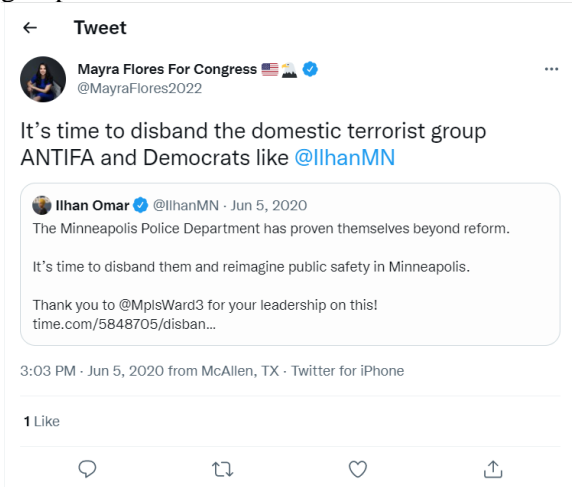 Tweet
Mayra Flores For Congress
@MayraFlores2022
It's time to disband the domestic terrorist group
ANTIFA and Democrats like @IlhanMN
Ilhan Omar @IlhanMN · Jun 5, 2020
The Minneapolis Police Department has proven themselves beyond reform.
It's time to disband them and reimagine public safety in Minneapolis.
Thank you to @MplsWard3 for your leadership on this!
time.com/5848705/disban...
3:03 PM · Jun 5, 2020 from McAllen, TX · Twitter for iPhone
1 Like